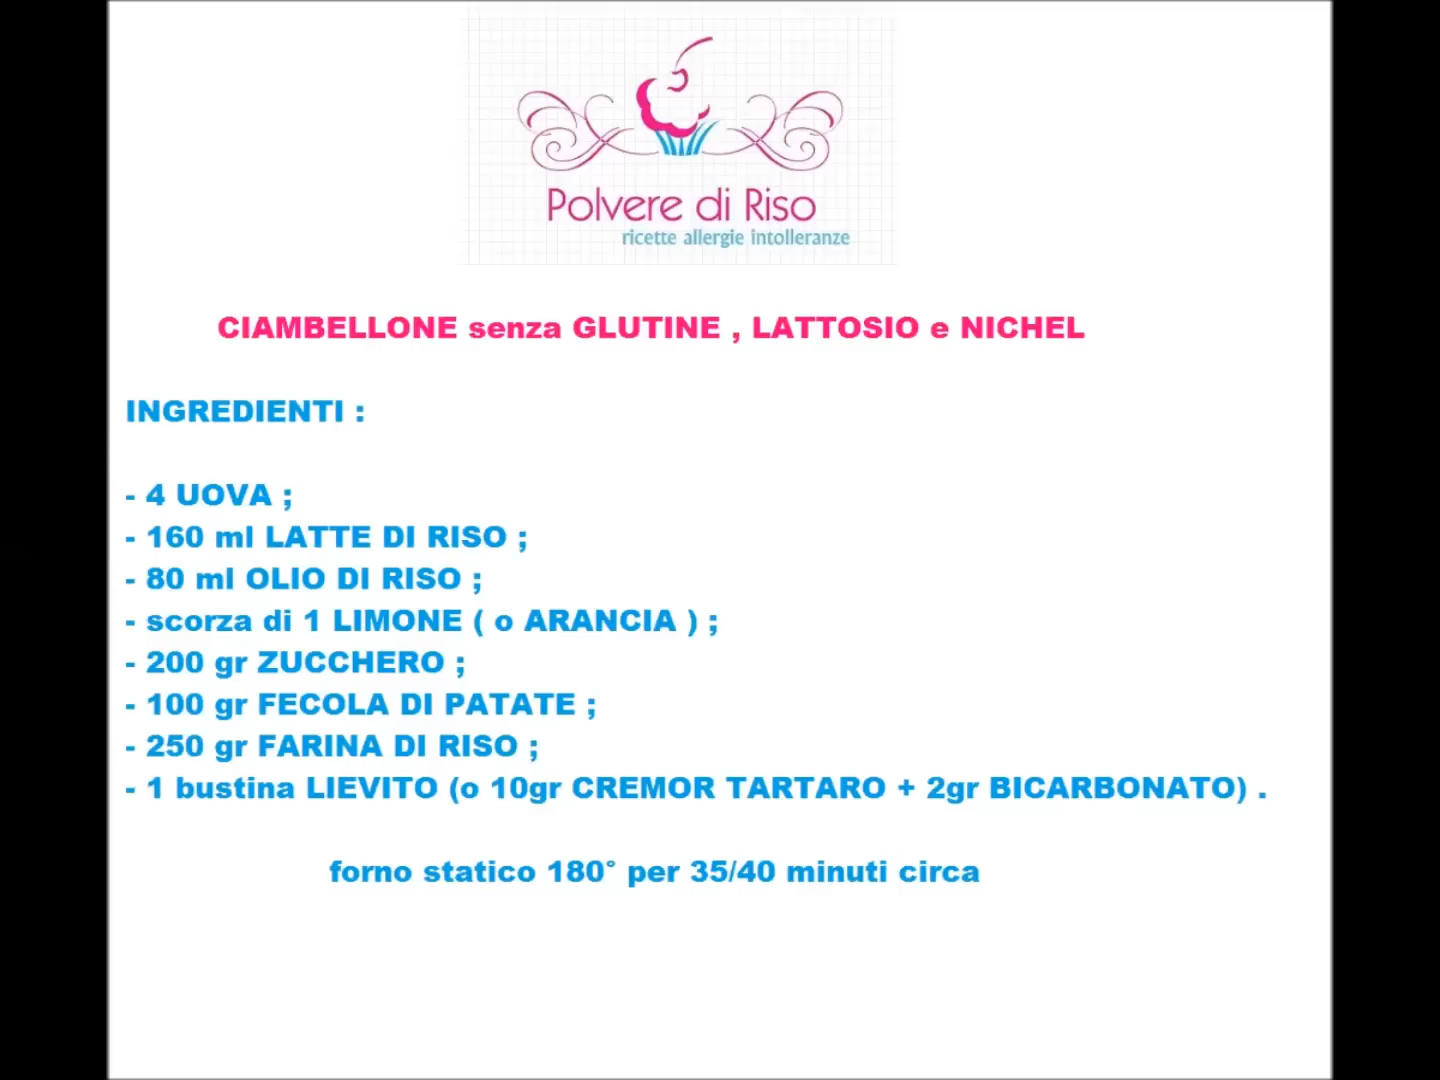 Polvere di Riso
ricette allergie intolleranze
CIAMBELLONE senza GLUTINE , LATTOSIO e NICHEL
INGREDIENTI :
- 4 UOVA ;
- 160 ml LATTE DI RISO ;
- 80 ml OLIO DI RISO ;
- scorza di 1 LIMONE ( o ARANCIA ) ;
- 200 gr ZUCCHERO ;
- 100 gr FECOLA DI PATATE ;
- 250 gr FARINA DI RISO ;
- 1 bustina LIEVITO (o 10gr CREMOR TARTARO + 2gr BICARBONATO) .
forno statico 180° per 35/40 minuti circa